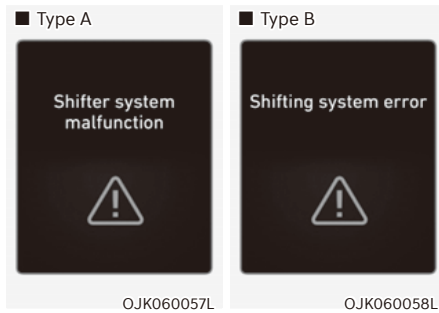 ■ Type A
Shifter system
malfunction
OJK060057L
■ Type B
Shifting system error
OJK060058L